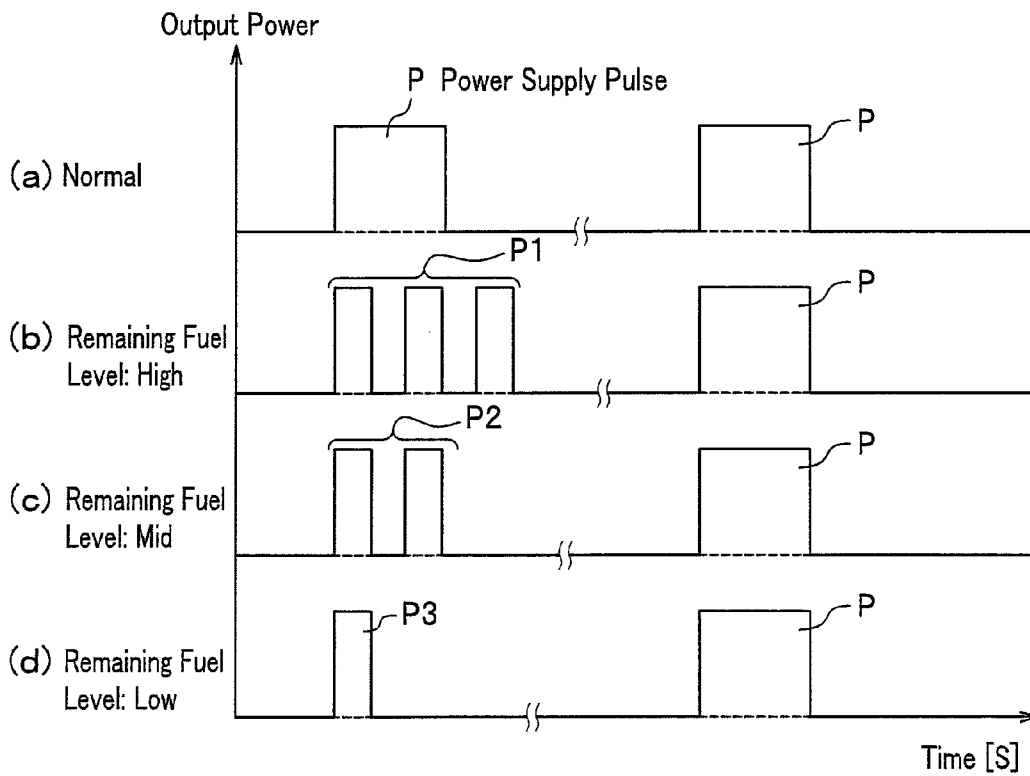 Output Power
P Power Supply Pulse
P
(a) Normal
P1
P
(b) Remaining Fuel
Level: High
P2
P
(c) Remaining Fuel
Level: Mid
P3
P
(d) Remaining Fuel
Level: Low
Time [S]